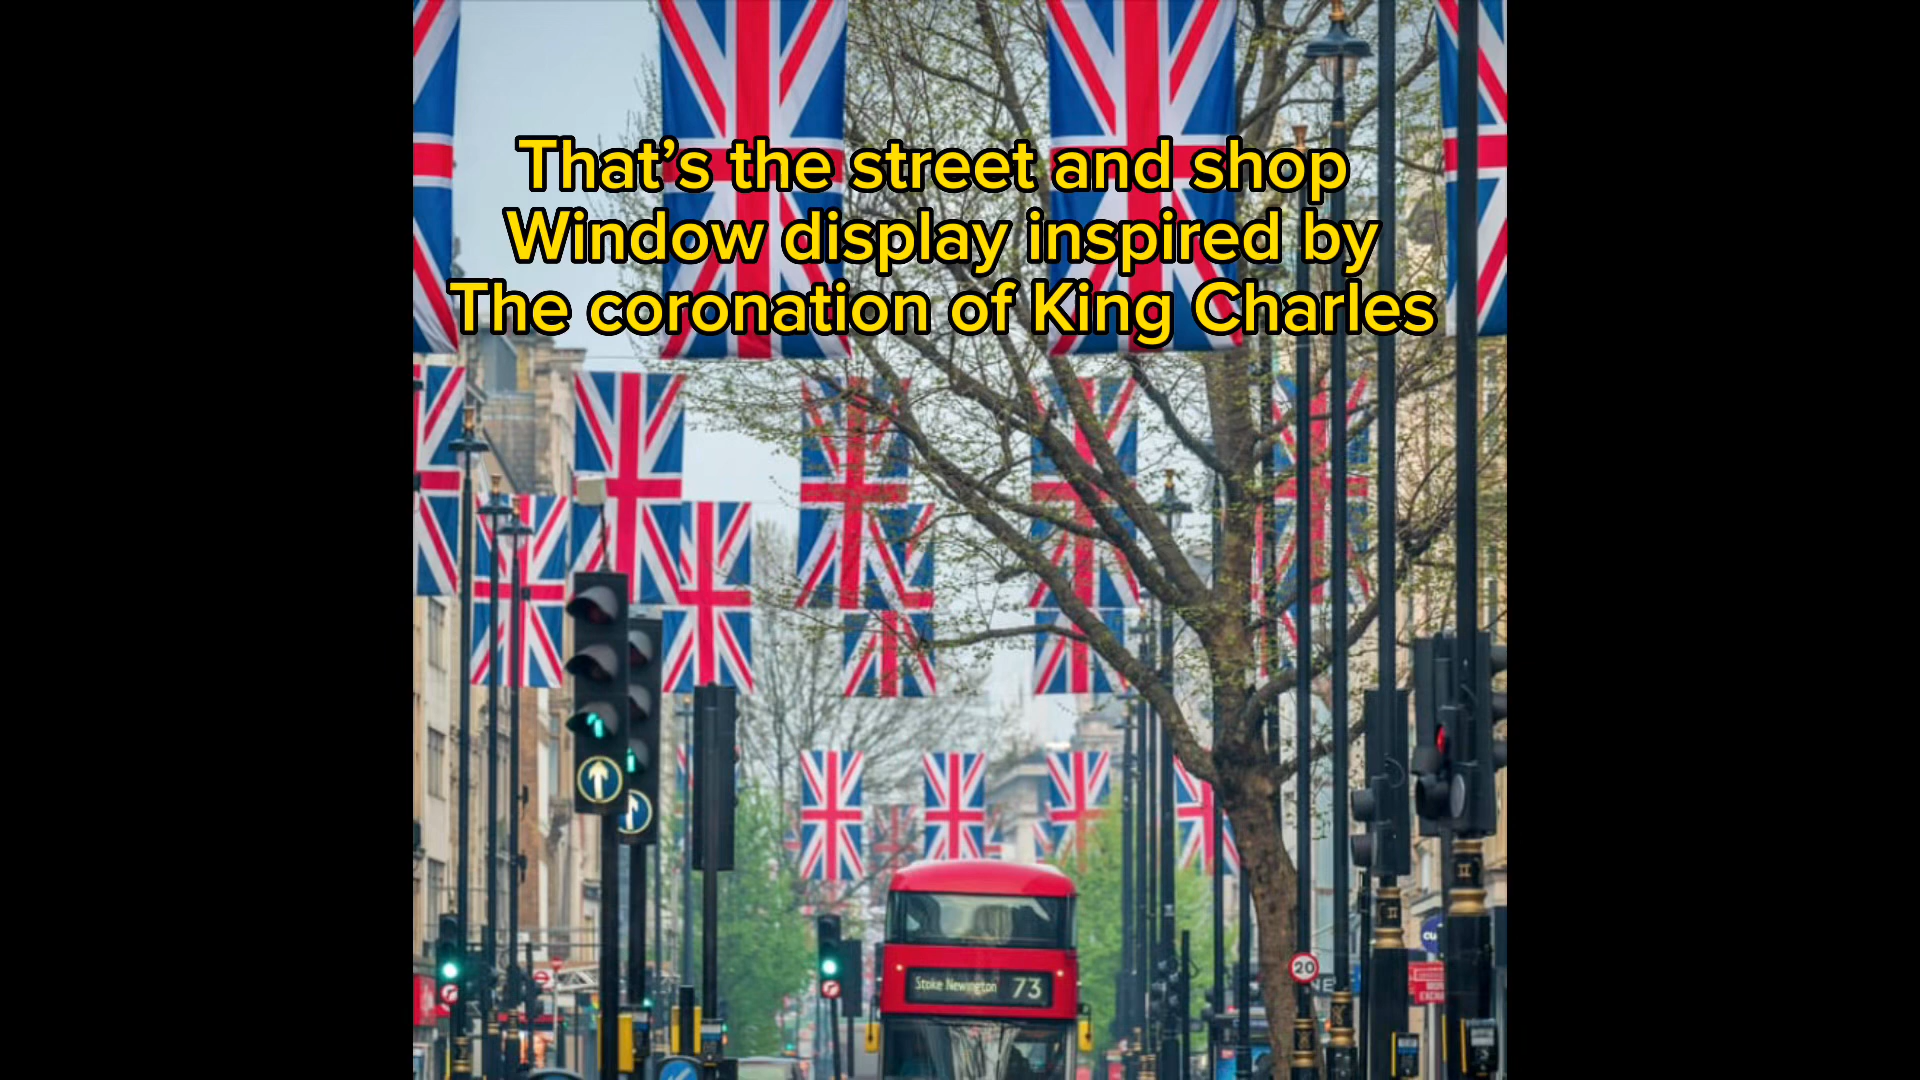 That’s the street and shop
Window display inspired by
The coronation of King Charles
Stoke Newington 73
20